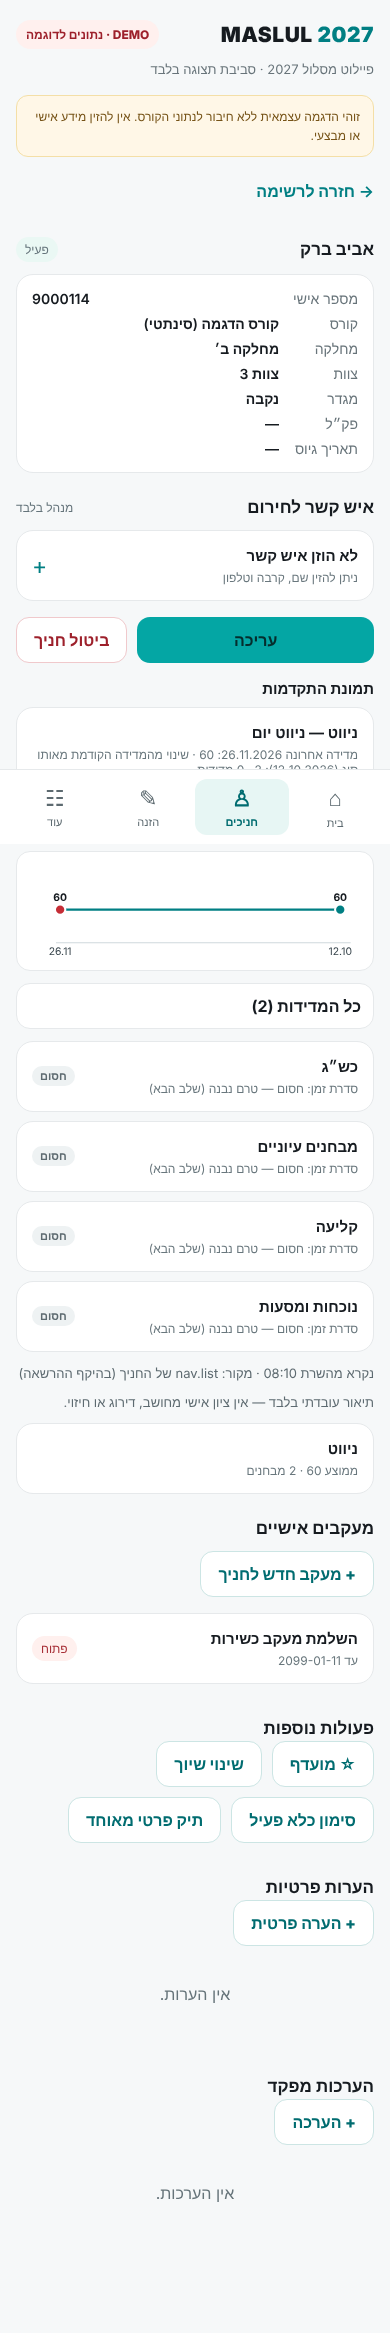 MASLUL 2027
DEMO · נתונים לדוגמה
פיילוט מסלול 2027 · סביבת תצוגה בלבד
זוהי הדגמה עצמאית ללא חיבור לנתוני הקורס. אין להזין מידע אישי
או מבצעי.
→ חזרה לרשימה
אביב ברק
פעיל
מספר אישי 9000114
קורס קורס הדגמה (סינתטי)
מחלקה מחלקה ב׳
צוות צוות 3
מגדר נקבה
פק״ל —
תאריך גיוס —
איש קשר לחירום
מנהל בלבד
לא הוזן איש קשר
ניתן להזין שם, קרבה וטלפון
+
עריכה
ביטול חניך
תמונת התקדמות
ניווט — ניווט יום
מדידה אחרונה 26.11.2026: 60 · שינוי מהמדידה הקודמת מאותו
בית
חניכים
הזנה
עוד
60
60
12.10
26.11
כל המדידות (2)
כש״ג
סדרת זמן: חסום — טרם נבנה (שלב הבא)
חסום
מבחנים עיוניים
סדרת זמן: חסום — טרם נבנה (שלב הבא)
חסום
קליעה
סדרת זמן: חסום — טרם נבנה (שלב הבא)
חסום
נוכחות ומסעות
סדרת זמן: חסום — טרם נבנה (שלב הבא)
חסום
נקרא מהשרת 08:10 · מקור: nav.list של החניך (בהיקף ההרשאה)
תיאור עובדתי בלבד — אין ציון אישי מחושב, דירוג או חיזוי.
ניווט
ממוצע 60 · 2 מבחנים
מעקבים אישיים
+ מעקב חדש לחניך
השלמת מעקב כשירות
עד 2099-01-11
פתוח
פעולות נוספות
☆ מועדף
שינוי שיוך
סימון כלא פעיל
תיק פרטי מאוחד
הערות פרטיות
+ הערה פרטית
אין הערות.
הערכות מפקד
+ הערכה
אין הערכות.